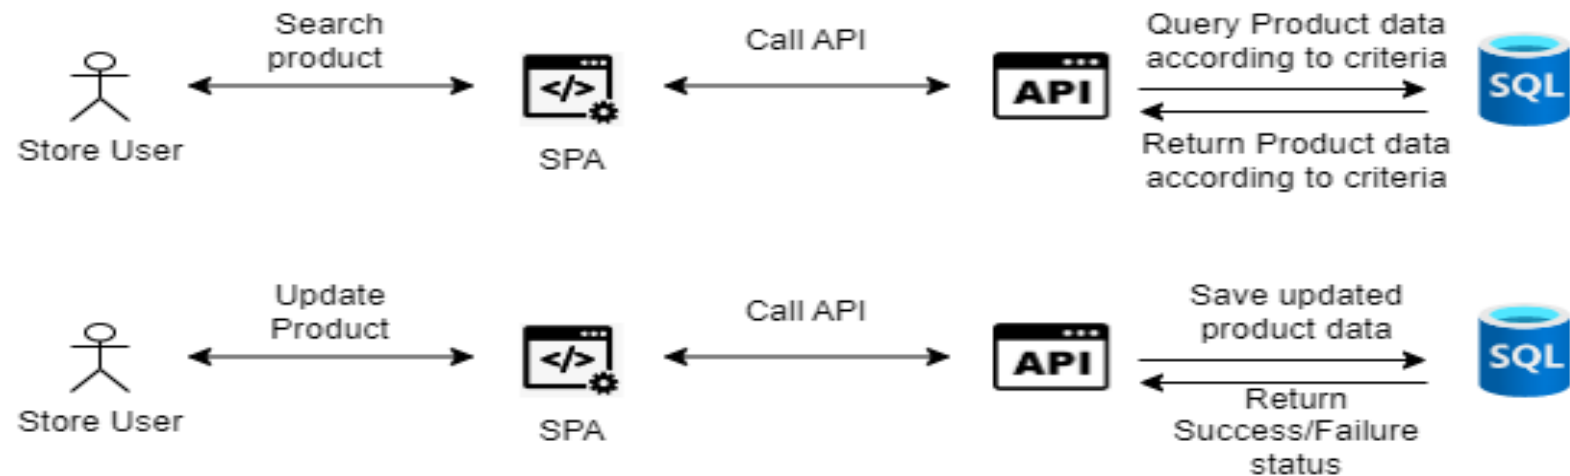 Search
product
Call API
Query Product data
according to criteria
</>
API
SQL
Store User
SPA
Return Product data
according to criteria
Update
Product
Call API
Save updated
product data
</>
API
SQL
Store User
SPA
Return
Success/Failure
status